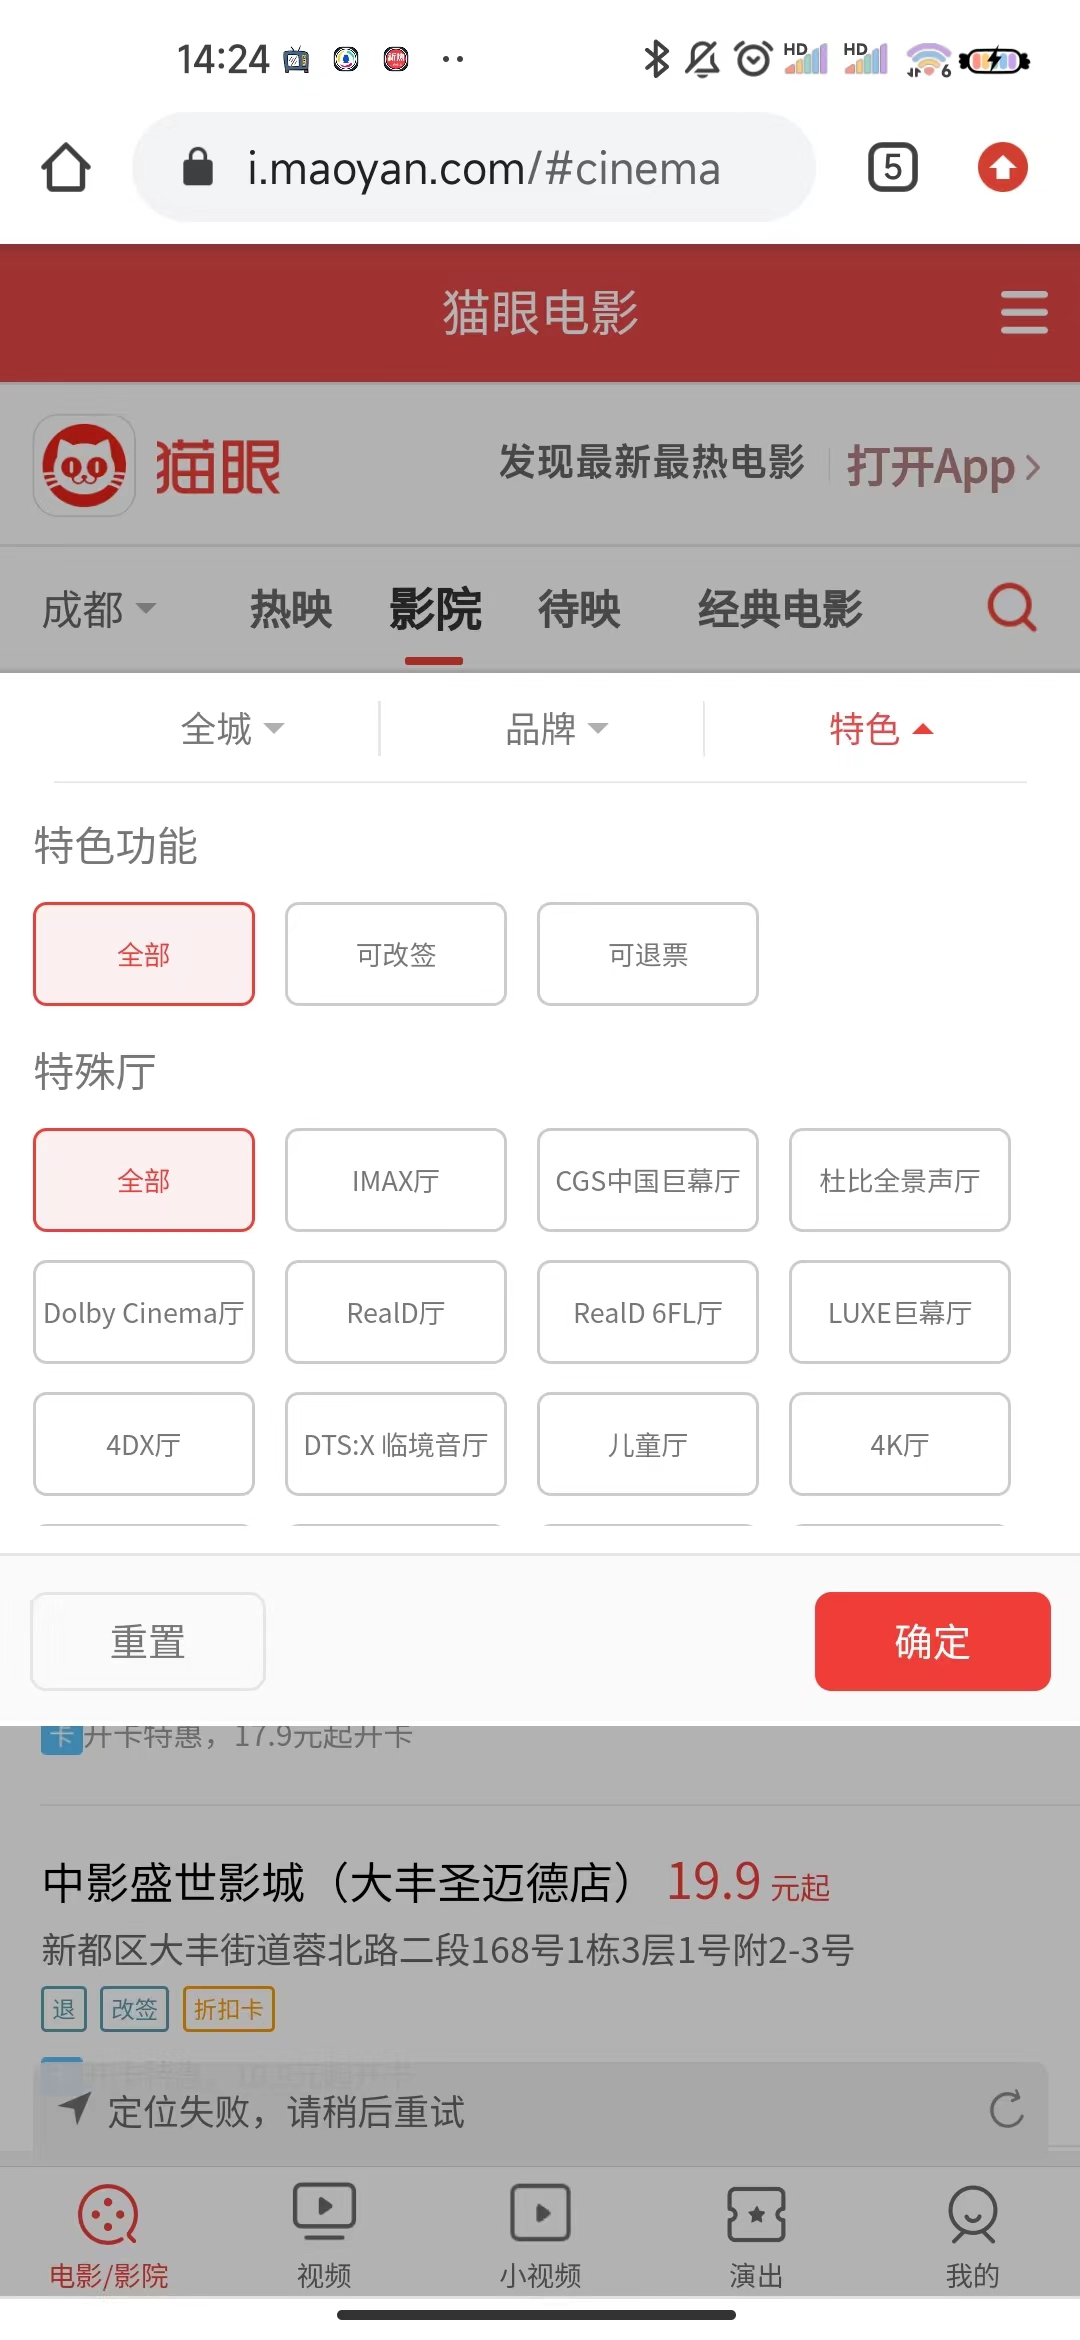 14:24
HD HD 6
i.maoyan.com/#cinema 5
猫眼电影
猫眼 发现最新最热电影 打开App
成都 热映 影院 待映 经典电影
全城 品牌 特色
特色功能
全部 可改签 可退票
特殊厅
全部 IMAX厅 CGS中国巨幕厅 杜比全景声厅
Dolby Cinema厅 RealD厅 RealD 6FL厅 LUXE巨幕厅
4DX厅 DTS:X 临境音厅 儿童厅 4K厅
重置 确定
卡 开卡特惠，17.9元起开卡
中影盛世影城（大丰圣迈德店） 19.9 元起
新都区大丰街道蓉北路二段168号1栋3层1号附2-3号
退 改签 折扣卡
定位失败，请稍后重试
电影/影院 视频 小视频 演出 我的